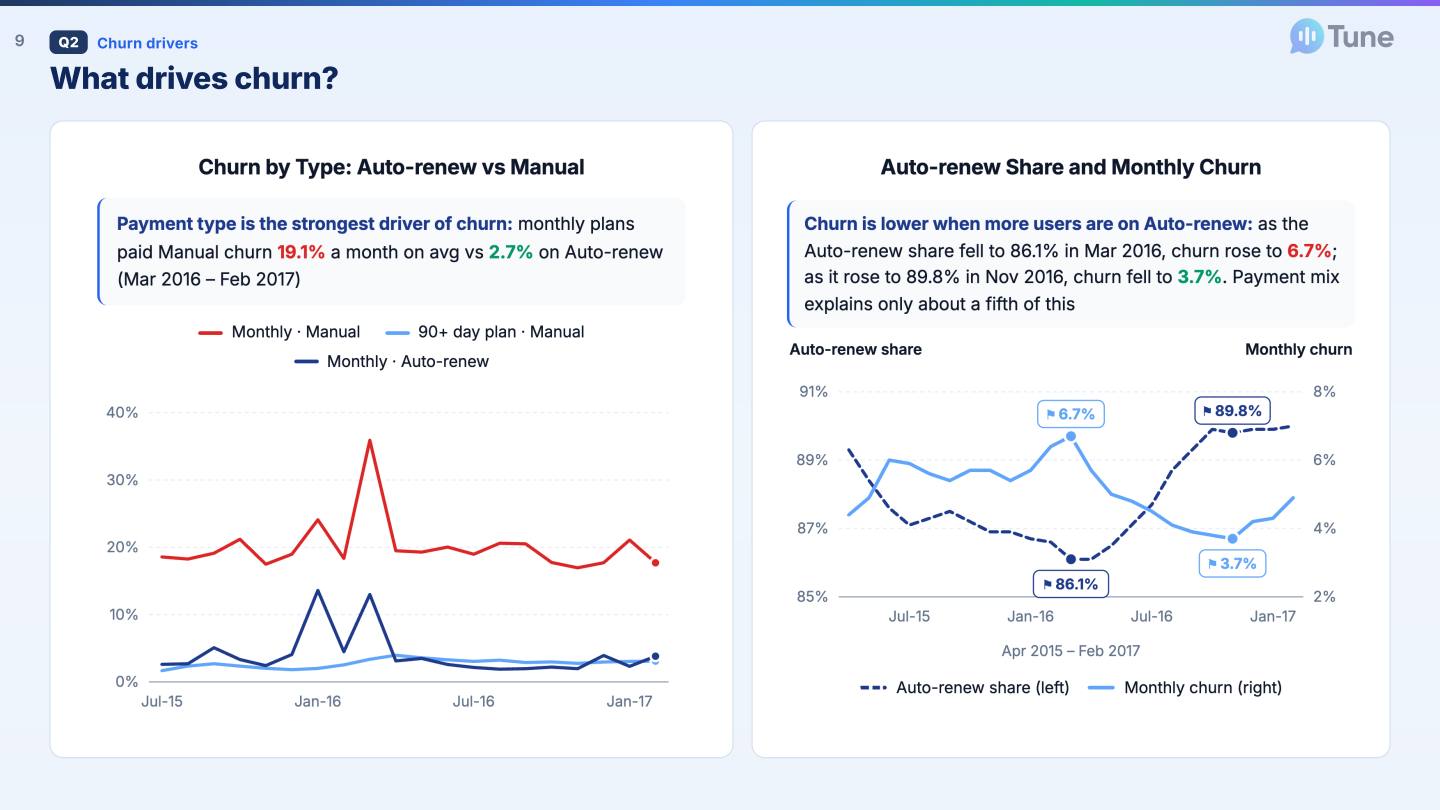 9
Q2 Churn drivers
Tune
What drives churn?
Churn by Type: Auto-renew vs Manual
Payment type is the strongest driver of churn: monthly plans
paid Manual churn 19.1% a month on avg vs 2.7% on Auto-renew
(Mar 2016 – Feb 2017)
Monthly · Manual 90+ day plan · Manual
Monthly · Auto-renew
40%
30%
20%
10%
0%
Jul-15 Jan-16 Jul-16 Jan-17
Auto-renew Share and Monthly Churn
Churn is lower when more users are on Auto-renew: as the
Auto-renew share fell to 86.1% in Mar 2016, churn rose to 6.7%;
as it rose to 89.8% in Nov 2016, churn fell to 3.7%. Payment mix
explains only about a fifth of this
Auto-renew share Monthly churn
91% 8%
⚑ 6.7% ⚑ 89.8%
89% 6%
87% 4%
⚑ 3.7%
⚑ 86.1%
85% 2%
Jul-15 Jan-16 Jul-16 Jan-17
Apr 2015 – Feb 2017
Auto-renew share (left) Monthly churn (right)